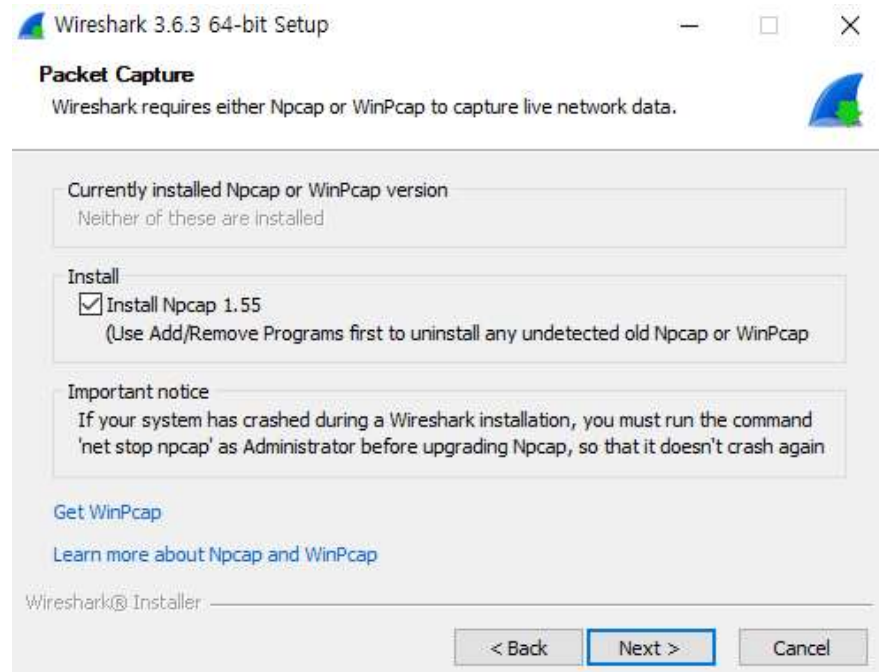 Wireshark 3.6.3 64-bit Setup
Packet Capture
Wireshark requires either Npcap or WinPcap to capture live network data.
Currently installed Npcap or WinPcap version
Neither of these are installed
Install
Install Npcap 1.55
(Use Add/Remove Programs first to uninstall any undetected old Npcap or WinPcap
Important notice
If your system has crashed during a Wireshark installation, you must run the command
'net stop npcap' as Administrator before upgrading Npcap, so that it doesn't crash again
Get WinPcap
Learn more about Npcap and WinPcap
Wireshark® Installer
< Back Next > Cancel